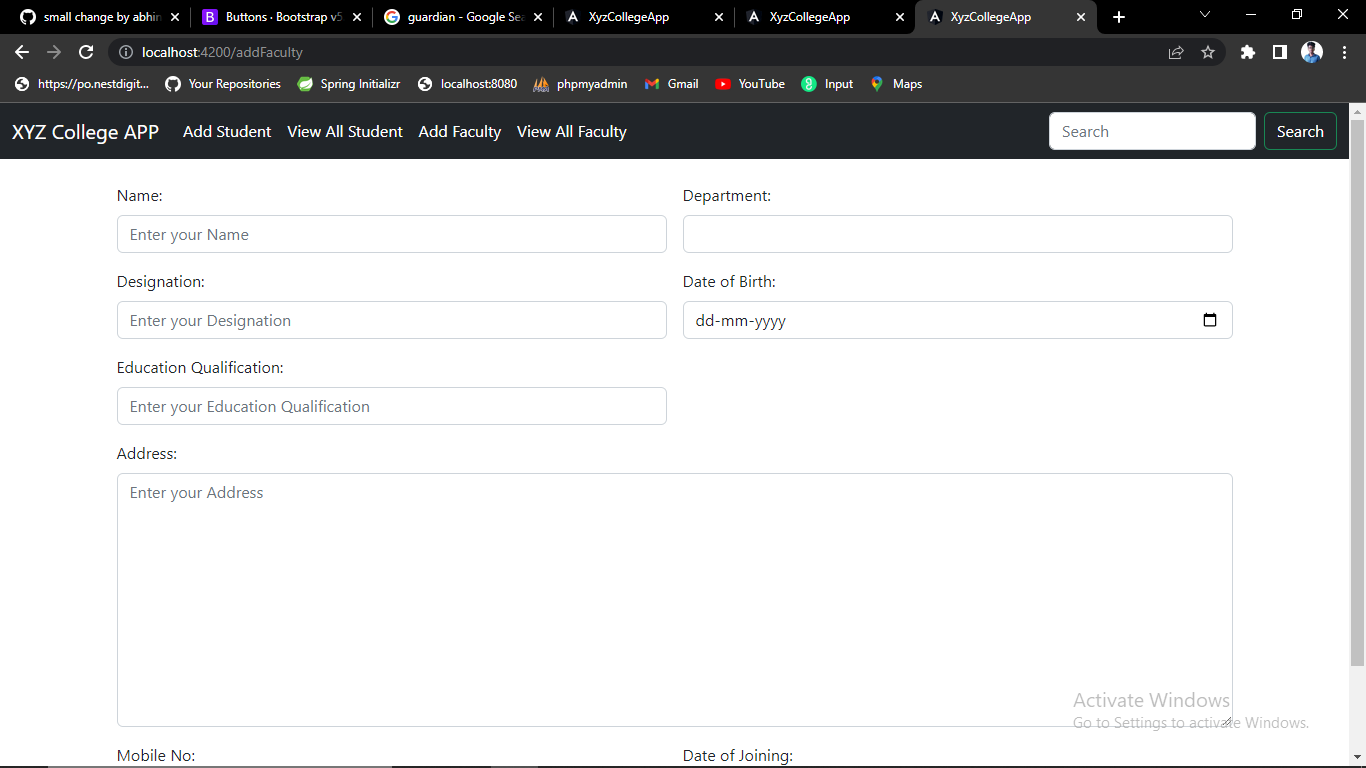 small change by abhin
Buttons · Bootstrap v5
guardian - Google Sea
XyzCollegeApp
XyzCollegeApp
XyzCollegeApp
localhost:4200/addFaculty
https://po.nestdigit... Your Repositories Spring Initializr localhost:8080 phpmyadmin Gmail YouTube Input Maps
XYZ College APP Add Student View All Student Add Faculty View All Faculty Search Search
Name: Department:
Enter your Name
Designation: Date of Birth:
Enter your Designation dd-mm-yyyy
Education Qualification:
Enter your Education Qualification
Address:
Enter your Address
Activate Windows
Go to Settings to activate Windows.
Mobile No: Date of Joining: